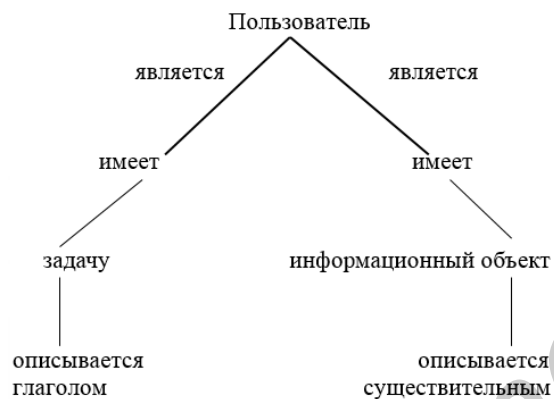 Пользователь
является является
имеет имеет
задачу информационный объект
описывается описывается
глаголом существительным